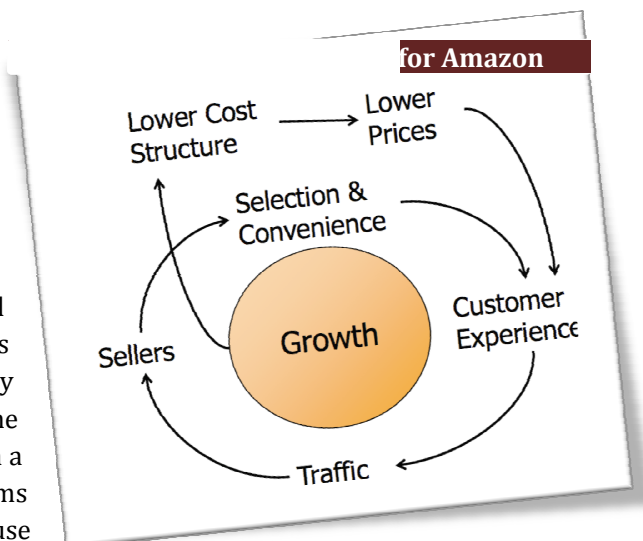 for Amazon
Lower Cost
Structure
Lower
Prices
Selection &
Convenience
Customer
Experience
Growth
Sellers
Traffic
a